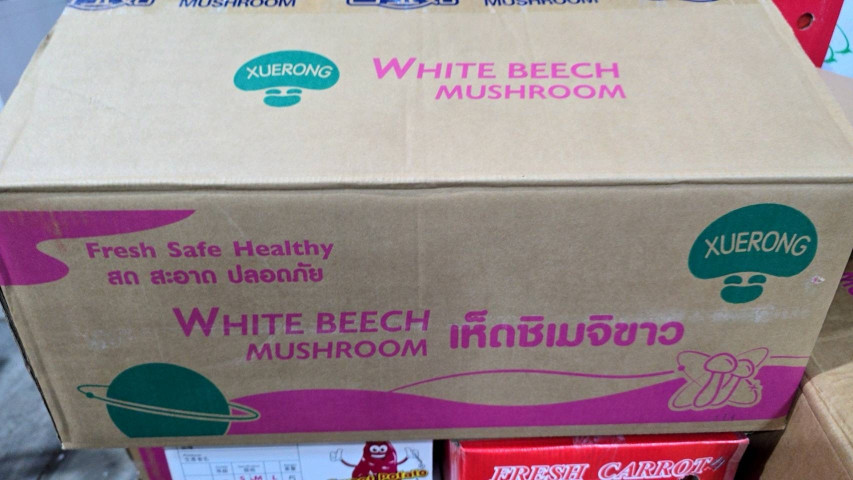 MUSHROOM
MUSHROOM
XUERONG
WHITE BEECH
MUSHROOM
Fresh Safe Healthy
สด สะอาด ปลอดภัย
XUERONG
WHITE BEECH
MUSHROOM
เห็ดชิเมจิขาว
S M L
Potato
FRESH CARROT